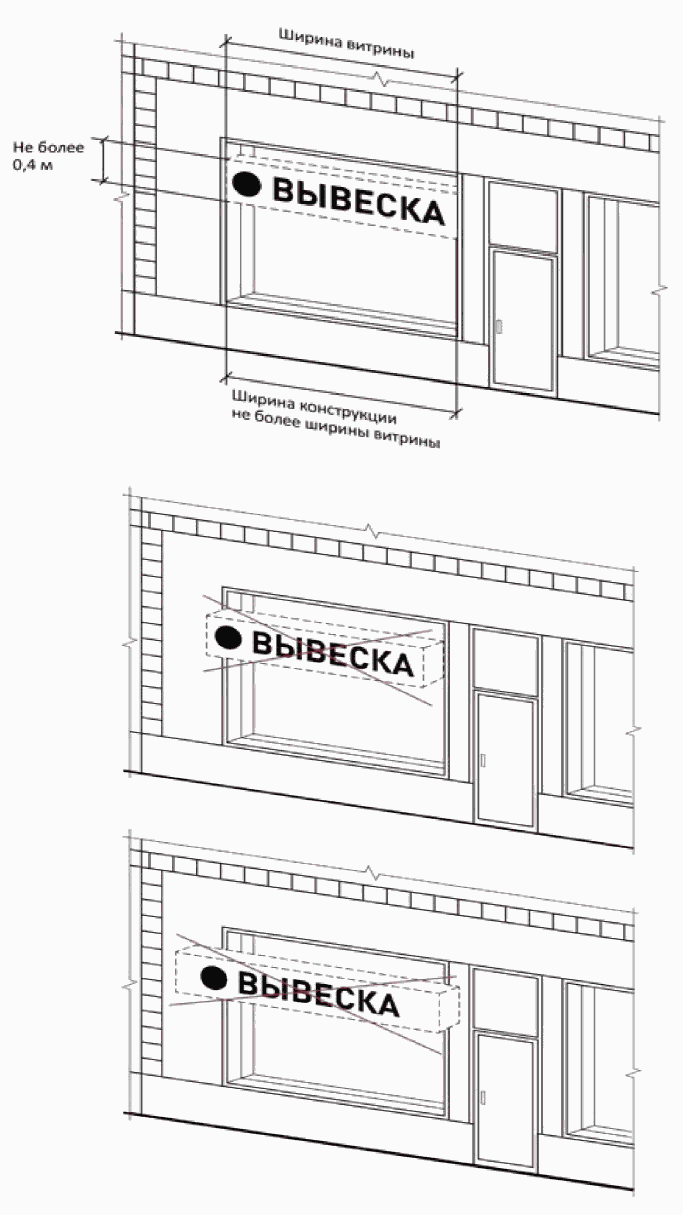 Ширина витрины
Не более
0,4 м
ВЫВЕСКА
Ширина конструкции
не более ширины витрины
ВЫВЕСКА
ВЫВЕСКА